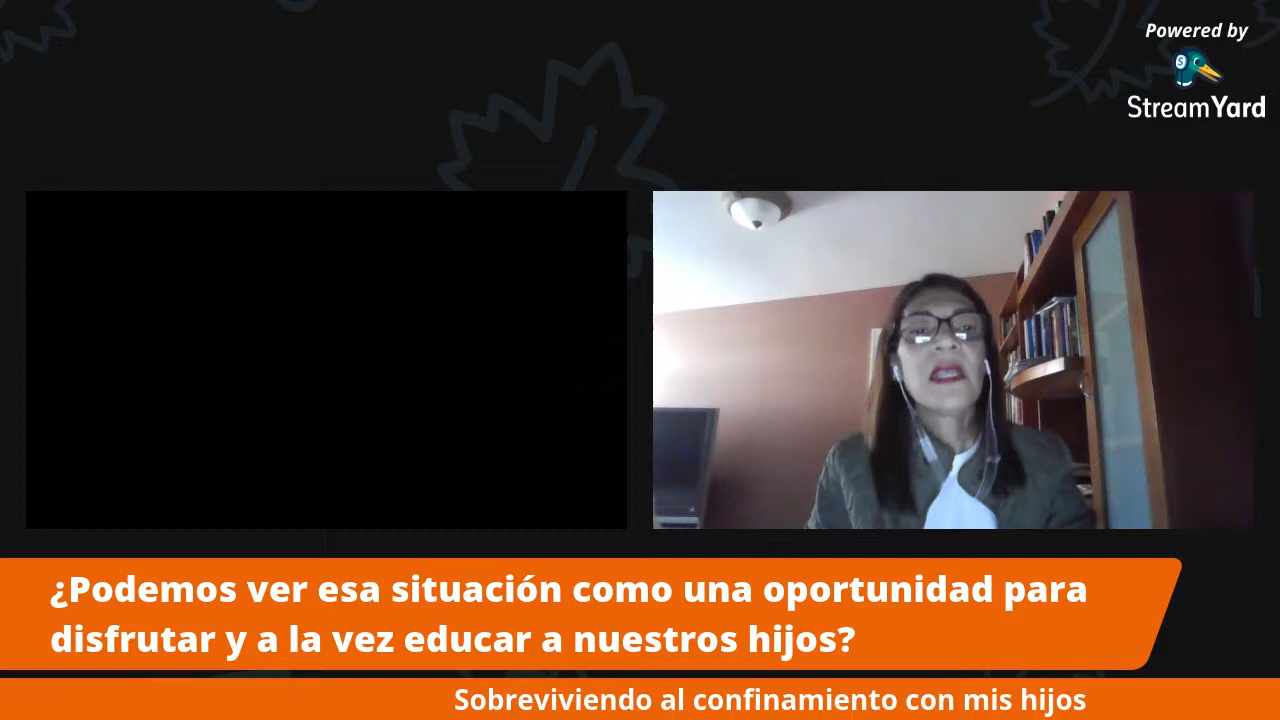 Powered by
StreamYard
¿Podemos ver esa situación como una oportunidad para
disfrutar y a la vez educar a nuestros hijos?
Sobreviviendo al confinamiento con mis hijos